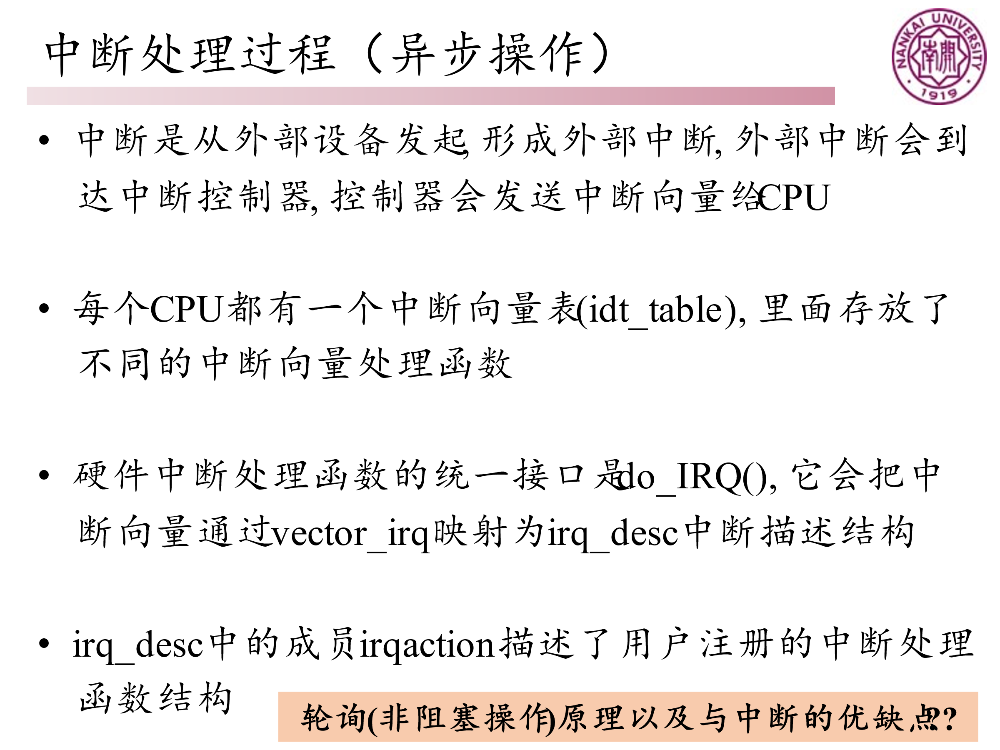 中断处理过程（异步操作）
NANKAI UNIVERSITY
南開
1919
• 中断是从外部设备发起, 形成外部中断, 外部中断会到
达中断控制器, 控制器会发送中断向量给CPU
• 每个CPU都有一个中断向量表(idt_table), 里面存放了
不同的中断向量处理函数
• 硬件中断处理函数的统一接口是do_IRQ(), 它会把中
断向量通过vector_irq映射为irq_desc中断描述结构
• irq_desc中的成员irqaction描述了用户注册的中断处理
函数结构
轮询(非阻塞操作)原理以及与中断的优缺点??